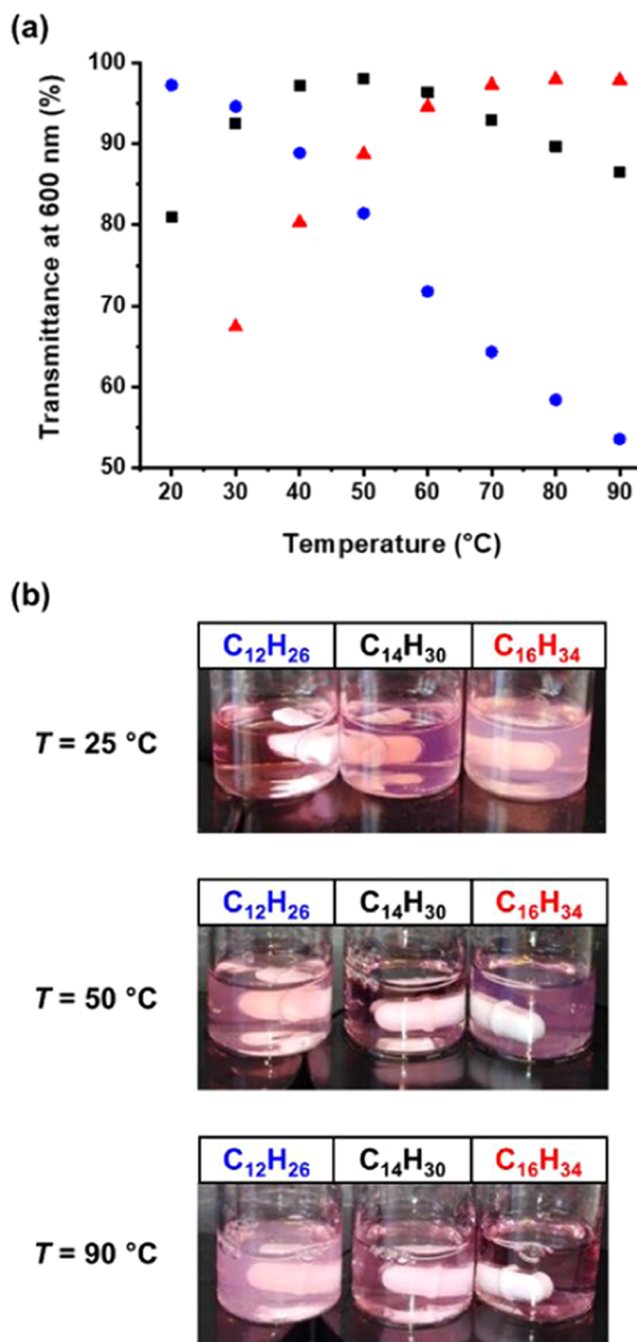 (a)
Transmittance at 600 nm (%)
100
90
80
70
60
50
20 30 40 50 60 70 80 90
Temperature (°C)
(b)
C₁₂H₂₆ C₁₄H₃₀ C₁₆H₃₄
T = 25 °C
C₁₂H₂₆ C₁₄H₃₀ C₁₆H₃₄
T = 50 °C
C₁₂H₂₆ C₁₄H₃₀ C₁₆H₃₄
T = 90 °C